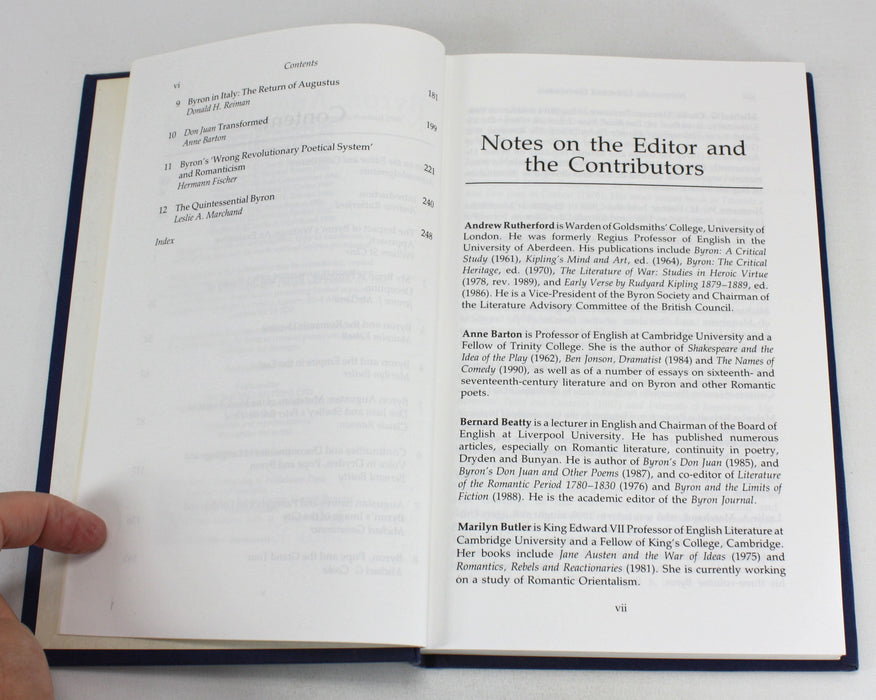 vi
Contents
9 Byron in Italy: The Return of Augustus 181
Donald H. Reiman
10 Don Juan Transformed 199
Anne Barton
11 Byron's 'Wrong Revolutionary Poetical System' 221
and Romanticism
Hermann Fischer
12 The Quintessential Byron 240
Leslie A. Marchand
Index 248
Notes on the Editor and
the Contributors
Andrew Rutherford is Warden of Goldsmiths' College, University of
London. He was formerly Regius Professor of English in the
University of Aberdeen. His publications include Byron: A Critical
Study (1961), Kipling's Mind and Art, ed. (1964), Byron: The Critical
Heritage, ed. (1970), The Literature of War: Studies in Heroic Virtue
(1978, rev. 1989), and Early Verse by Rudyard Kipling 1879–1889, ed.
(1986). He is a Vice-President of the Byron Society and Chairman of
the Literature Advisory Committee of the British Council.
Anne Barton is Professor of English at Cambridge University and a
Fellow of Trinity College. She is the author of Shakespeare and the
Idea of the Play (1962), Ben Jonson, Dramatist (1984) and The Names of
Comedy (1990), as well as of a number of essays on sixteenth- and
seventeenth-century literature and on Byron and other Romantic
poets.
Bernard Beatty is a lecturer in English and Chairman of the Board of
English at Liverpool University. He has published numerous
articles, especially on Romantic literature, continuity in poetry,
Dryden and Bunyan. He is author of Byron's Don Juan (1985), and
Byron's Don Juan and Other Poems (1987), and co-editor of Literature
of the Romantic Period 1780–1830 (1976) and Byron and the Limits of
Fiction (1988). He is the academic editor of the Byron Journal.
Marilyn Butler is King Edward VII Professor of English Literature at
Cambridge University and a Fellow of King's College, Cambridge.
Her books include Jane Austen and the War of Ideas (1975) and
Romantics, Rebels and Reactionaries (1981). She is currently working
on a study of Romantic Orientalism.
vii